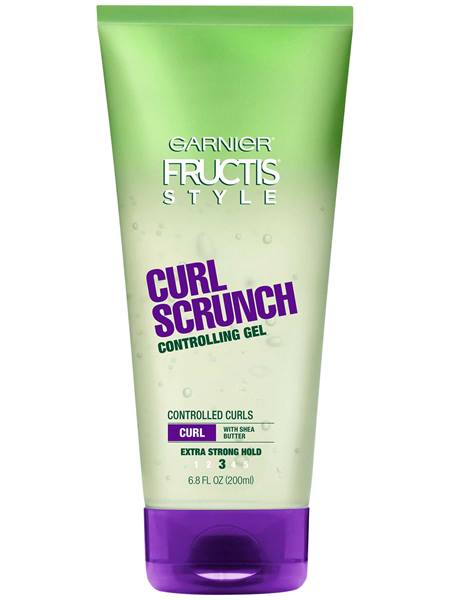 GARNIER®
FRUCTIS®
STYLE
CURL
SCRUNCH
CONTROLLING GEL
CONTROLLED CURLS
CURL WITH SHEA
BUTTER
EXTRA STRONG HOLD
1 2 3 4 5
6.8 FL OZ (200ml)